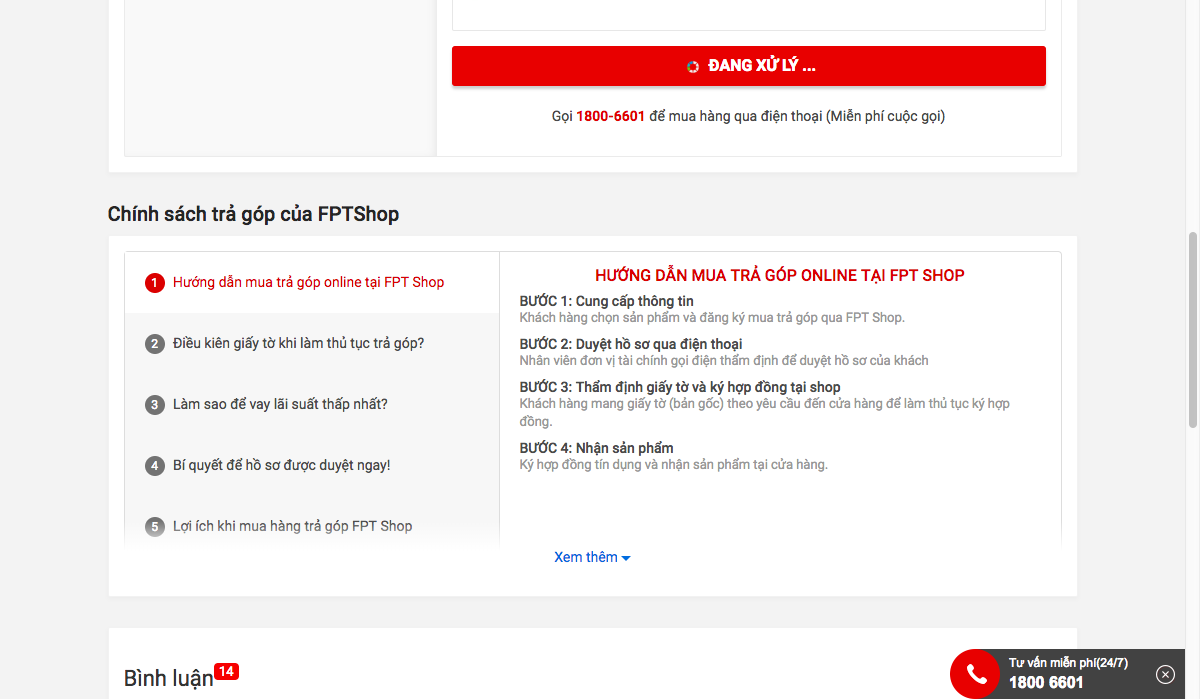 ĐANG XỬ LÝ ...
Gọi 1800-6601 để mua hàng qua điện thoại (Miễn phí cuộc gọi)
Chính sách trả góp của FPTShop
1 Hướng dẫn mua trả góp online tại FPT Shop
2 Điều kiên giấy tờ khi làm thủ tục trả góp?
3 Làm sao để vay lãi suất thấp nhất?
4 Bí quyết để hồ sơ được duyệt ngay!
5 Lợi ích khi mua hàng trả góp FPT Shop
HƯỚNG DẪN MUA TRẢ GÓP ONLINE TẠI FPT SHOP
BƯỚC 1: Cung cấp thông tin
Khách hàng chọn sản phẩm và đăng ký mua trả góp qua FPT Shop.
BƯỚC 2: Duyệt hồ sơ qua điện thoại
Nhân viên đơn vị tài chính gọi điện thẩm định để duyệt hồ sơ của khách
BƯỚC 3: Thẩm định giấy tờ và ký hợp đồng tại shop
Khách hàng mang giấy tờ (bản gốc) theo yêu cầu đến cửa hàng để làm thủ tục ký hợp
đồng.
BƯỚC 4: Nhận sản phẩm
Ký hợp đồng tín dụng và nhận sản phẩm tại cửa hàng.
Xem thêm
Bình luận 14
Tư vấn miễn phí(24/7)
1800 6601